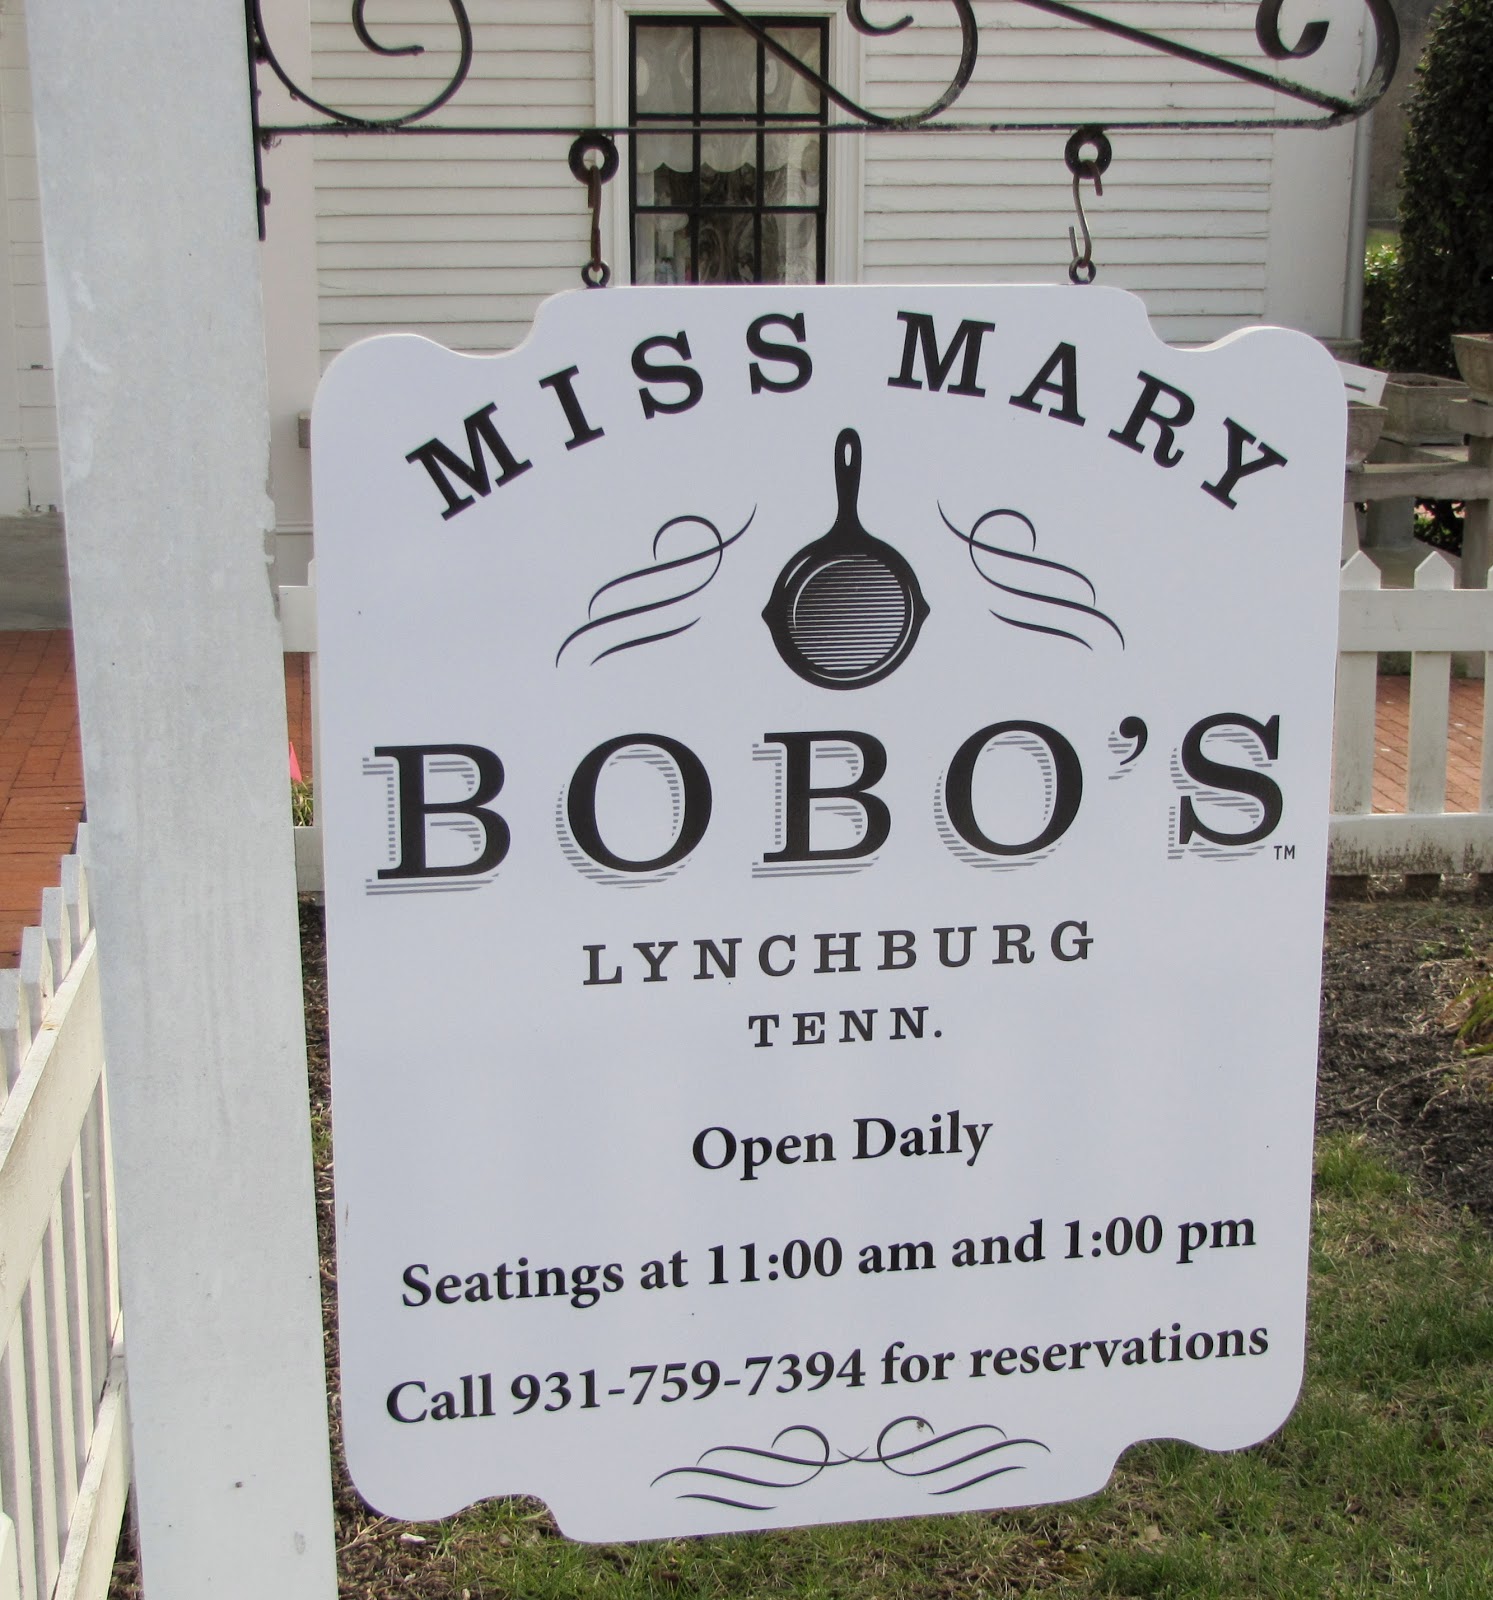 MISS MARY
BOBO'S™
LYNCHBURG
TENN.
Open Daily
Seatings at 11:00 am and 1:00 pm
Call 931-759-7394 for reservations